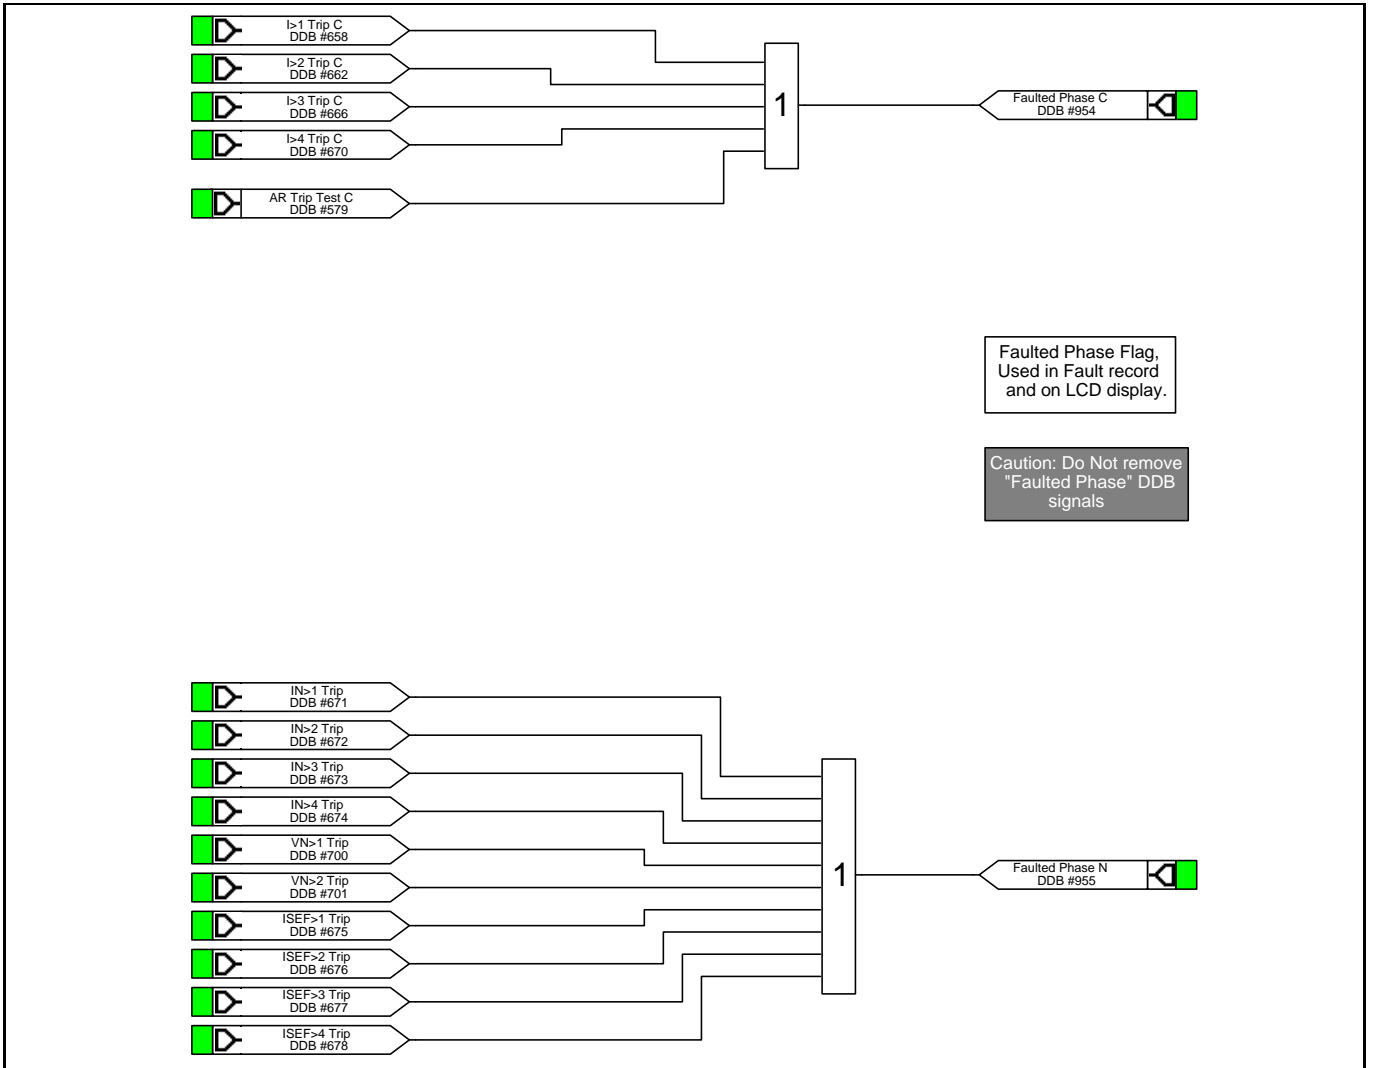 I>1 Trip C
DDB #658
I>2 Trip C
DDB #662
I>3 Trip C
DDB #666
I>4 Trip C
DDB #670
AR Trip Test C
DDB #579
1
Faulted Phase C
DDB #954
Faulted Phase Flag,
Used in Fault record
and on LCD display.
Caution: Do Not remove
"Faulted Phase" DDB
signals
IN>1 Trip
DDB #671
IN>2 Trip
DDB #672
IN>3 Trip
DDB #673
IN>4 Trip
DDB #674
VN>1 Trip
DDB #700
VN>2 Trip
DDB #701
ISEF>1 Trip
DDB #675
ISEF>2 Trip
DDB #676
ISEF>3 Trip
DDB #677
ISEF>4 Trip
DDB #678
1
Faulted Phase N
DDB #955